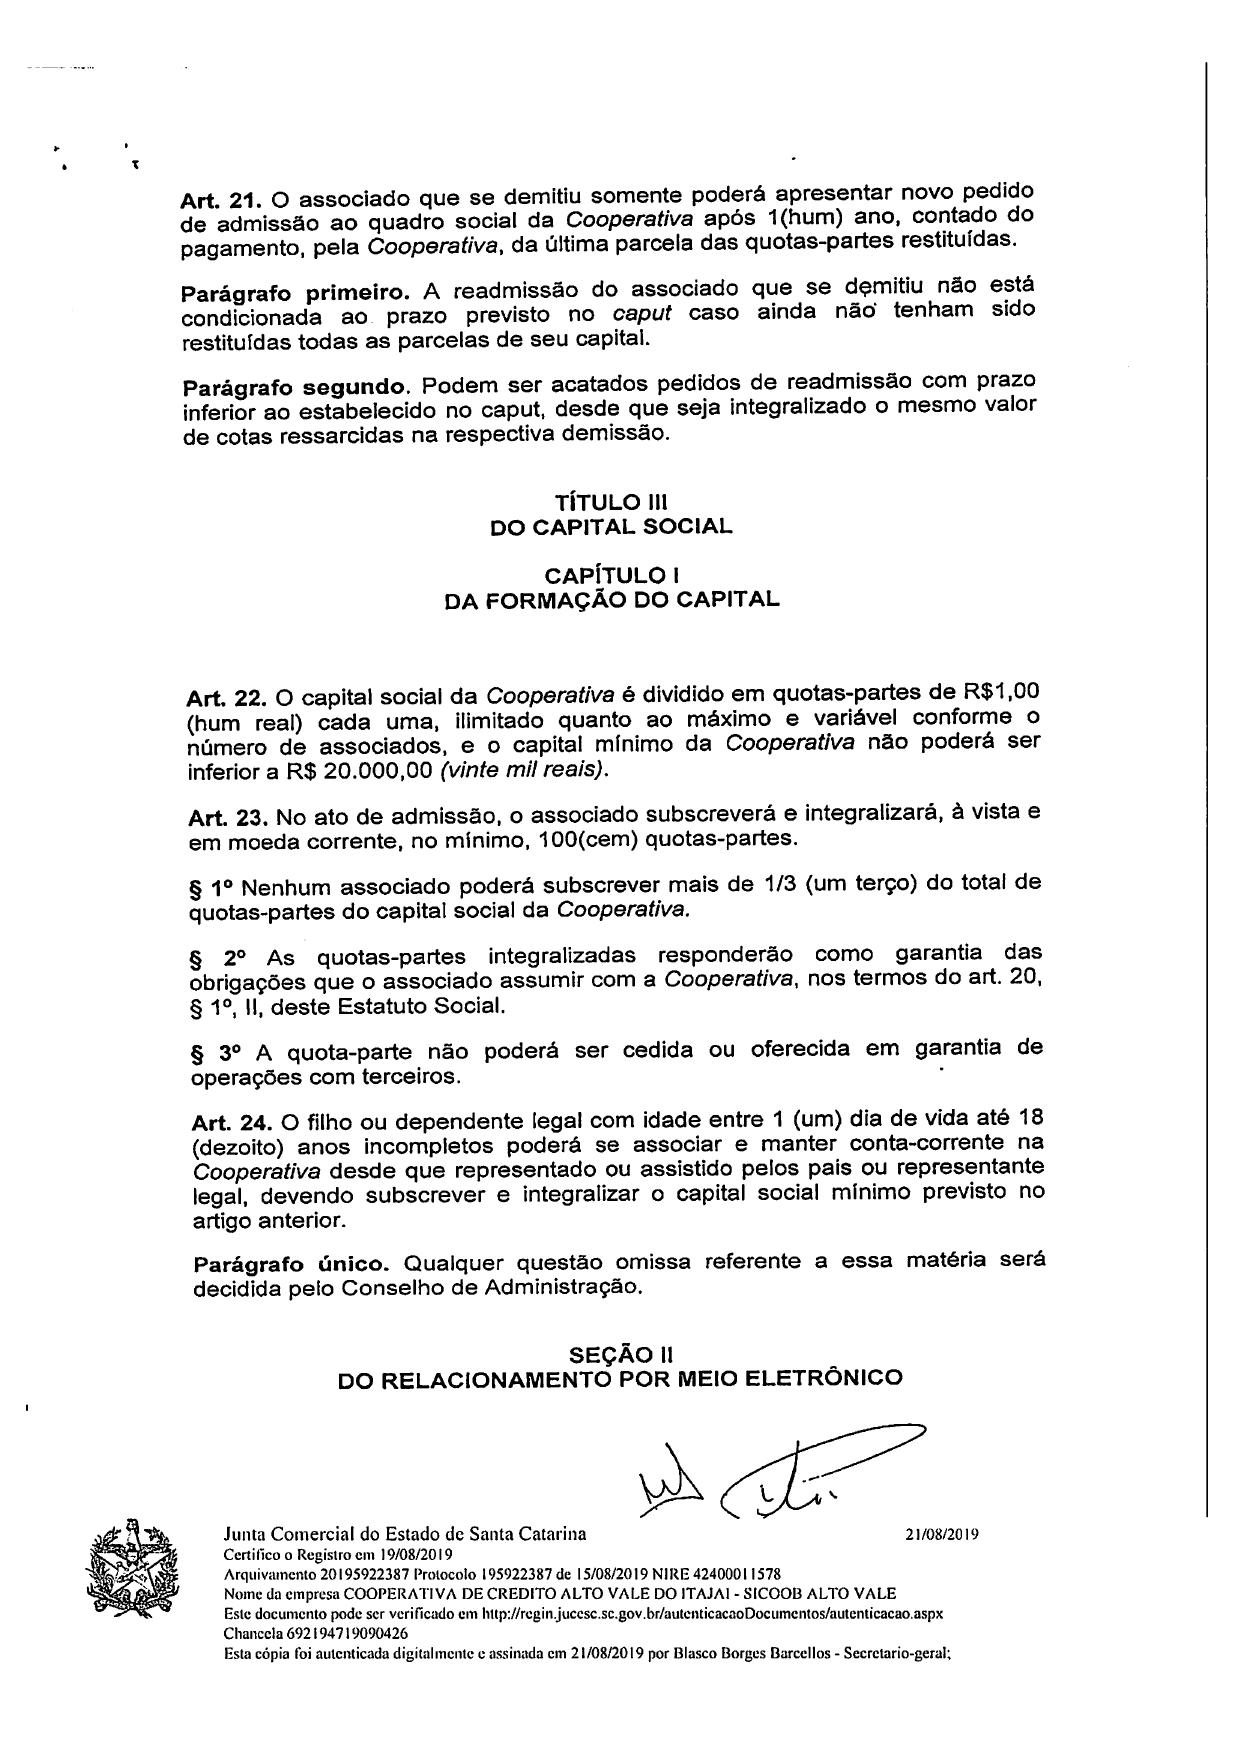 Art. 21. O associado que se demitiu somente poderá apresentar novo pedido
de admissão ao quadro social da Cooperativa após 1(hum) ano, contado do
pagamento, pela Cooperativa, da última parcela das quotas-partes restituídas.
Parágrafo primeiro. A readmissão do associado que se demitiu não está
condicionada ao prazo previsto no caput caso ainda não tenham sido
restituídas todas as parcelas de seu capital.
Parágrafo segundo. Podem ser acatados pedidos de readmissão com prazo
inferior ao estabelecido no caput, desde que seja integralizado o mesmo valor
de cotas ressarcidas na respectiva demissão.
TÍTULO III
DO CAPITAL SOCIAL
CAPÍTULO I
DA FORMAÇÃO DO CAPITAL
Art. 22. O capital social da Cooperativa é dividido em quotas-partes de R$1,00
(hum real) cada uma, ilimitado quanto ao máximo e variável conforme o
número de associados, e o capital mínimo da Cooperativa não poderá ser
inferior a R$ 20.000,00 (vinte mil reais).
Art. 23. No ato de admissão, o associado subscreverá e integralizará, à vista e
em moeda corrente, no mínimo, 100(cem) quotas-partes.
§ 1º Nenhum associado poderá subscrever mais de 1/3 (um terço) do total de
quotas-partes do capital social da Cooperativa.
§ 2º As quotas-partes integralizadas responderão como garantia das
obrigações que o associado assumir com a Cooperativa, nos termos do art. 20,
§ 1º, II, deste Estatuto Social.
§ 3º A quota-parte não poderá ser cedida ou oferecida em garantia de
operações com terceiros.
Art. 24. O filho ou dependente legal com idade entre 1 (um) dia de vida até 18
(dezoito) anos incompletos poderá se associar e manter conta-corrente na
Cooperativa desde que representado ou assistido pelos pais ou representante
legal, devendo subscrever e integralizar o capital social mínimo previsto no
artigo anterior.
Parágrafo único. Qualquer questão omissa referente a essa matéria será
decidida pelo Conselho de Administração.
SEÇÃO II
DO RELACIONAMENTO POR MEIO ELETRÔNICO
Junta Comercial do Estado de Santa Catarina 21/08/2019
Certifico o Registro em 19/08/2019
Arquivamento 20195922387 Protocolo 195922387 de 15/08/2019 NIRE 42400011578
Nome da empresa COOPERATIVA DE CREDITO ALTO VALE DO ITAJAI - SICOOB ALTO VALE
Este documento pode ser verificado em http://regin.jucesc.sc.gov.br/autenticacaoDocumentos/autenticacao.aspx
Chancela 692194719090426
Esta cópia foi autenticada digitalmente e assinada em 21/08/2019 por Blasco Borges Barcellos - Secretario-geral;